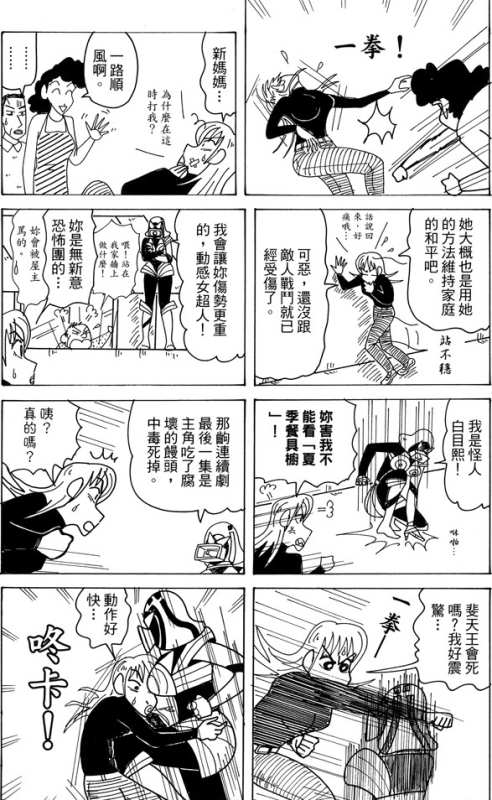 一拳！
新媽媽…
為什麼在這
時打我？
一路順
風啊。
……
……
她大概也是用她
的方法維持家庭
的和平吧。
話說回
來，好
痛哦…
站不穩
可惡，還沒跟
敵人戰鬥就已
經受傷了。
我會讓妳傷勢更重
的，動感女超人！
喂！站在
我家牆上
做什麼！
妳是無新意
恐怖團的…
妳會被屋主
罵的。
我是怪人
白目熙！
咻啪…
妳害我不
能看「夏
季餐具櫥
」！
那齣連續劇
最後一集是
主角吃了腐
壞的饅頭，
中毒死掉。
咦？
真的嗎？
斐天王會死
嗎？我好震
驚…
一拳！
動作好
快…
咚卡！